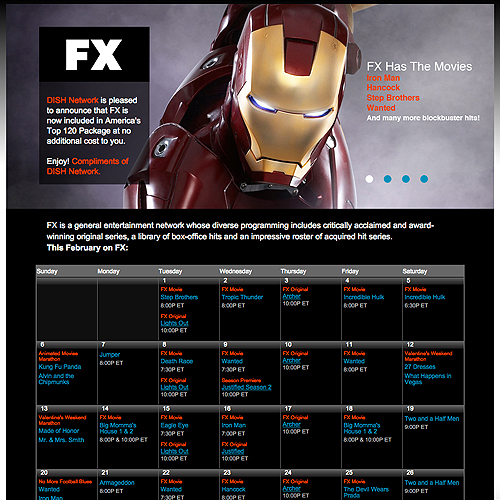 FX
DISH Network is pleased
to announce that FX is
now included in America's
Top 120 Package at no
additional cost to you.
Enjoy! Compliments of
DISH Network.
FX Has The Movies
Iron Man
Hancock
Step Brothers
Wanted
And many more blockbuster hits!
FX is a general entertainment network whose diverse programming includes critically acclaimed and award-
winning original series, a library of box-office hits and an impressive roster of acquired hit series.
This February on FX:
Sunday Monday Tuesday Wednesday Thursday Friday Saturday
1
FX Movie
Step Brothers
8:00P ET
FX Original
Lights Out
10:00P ET
2
FX Movie
Tropic Thunder
8:00P ET
3
FX Original
Archer
10:00P ET
4
FX Movie
Incredible Hulk
8:00P ET
5
FX Movie
Incredible Hulk
6:30P ET
6
Animated Movies
Marathon
Kung Fu Panda
Alvin and the
Chipmunks
7
Jumper
8:00P ET
8
FX Movie
Death Race
7:30P ET
FX Original
Lights Out
10:00P ET
9
FX Movie
Wanted
7:30P ET
Season Premiere
Justified Season 2
10:00P ET
10
FX Original
Archer
10:00P ET
11
FX Movie
Wanted
8:00P ET
12
Valentine's Weekend
Marathon
27 Dresses
What Happens in
Vegas
13
Valentine's Weekend
Marathon
Made of Honor
Mr. & Mrs. Smith
14
FX Movie
Big Momma's
House 1 & 2
8:00P & 10:00P ET
15
FX Movie
Eagle Eye
7:30P ET
FX Original
Lights Out
10:00P ET
16
FX Movie
Iron Man
7:00P ET
FX Original
Justified
10:00P ET
17
FX Original
Archer
10:00P ET
18
FX Movie
Big Momma's
House 1 & 2
8:00P & 10:00P ET
19
Two and a Half Men
9:00P ET
20
No More Football Blues
Wanted
Iron Man
21
Armageddon
8:00P ET
22
FX Movie
Wanted
7:30P ET
23
FX Movie
Hancock
8:00P ET
24
FX Original
Archer
10:00P ET
25
FX Movie
The Devil Wears
Prada
26
Two and a Half Men
9:00P ET